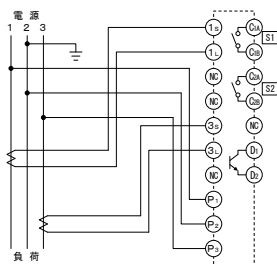 電 源
1 2 3
1S
1L
NC
NC
3S
3L
NC
P1
P2
P3
C1A
C1B
S1
C2A
C2B
S2
NC
D1
D2
負 荷